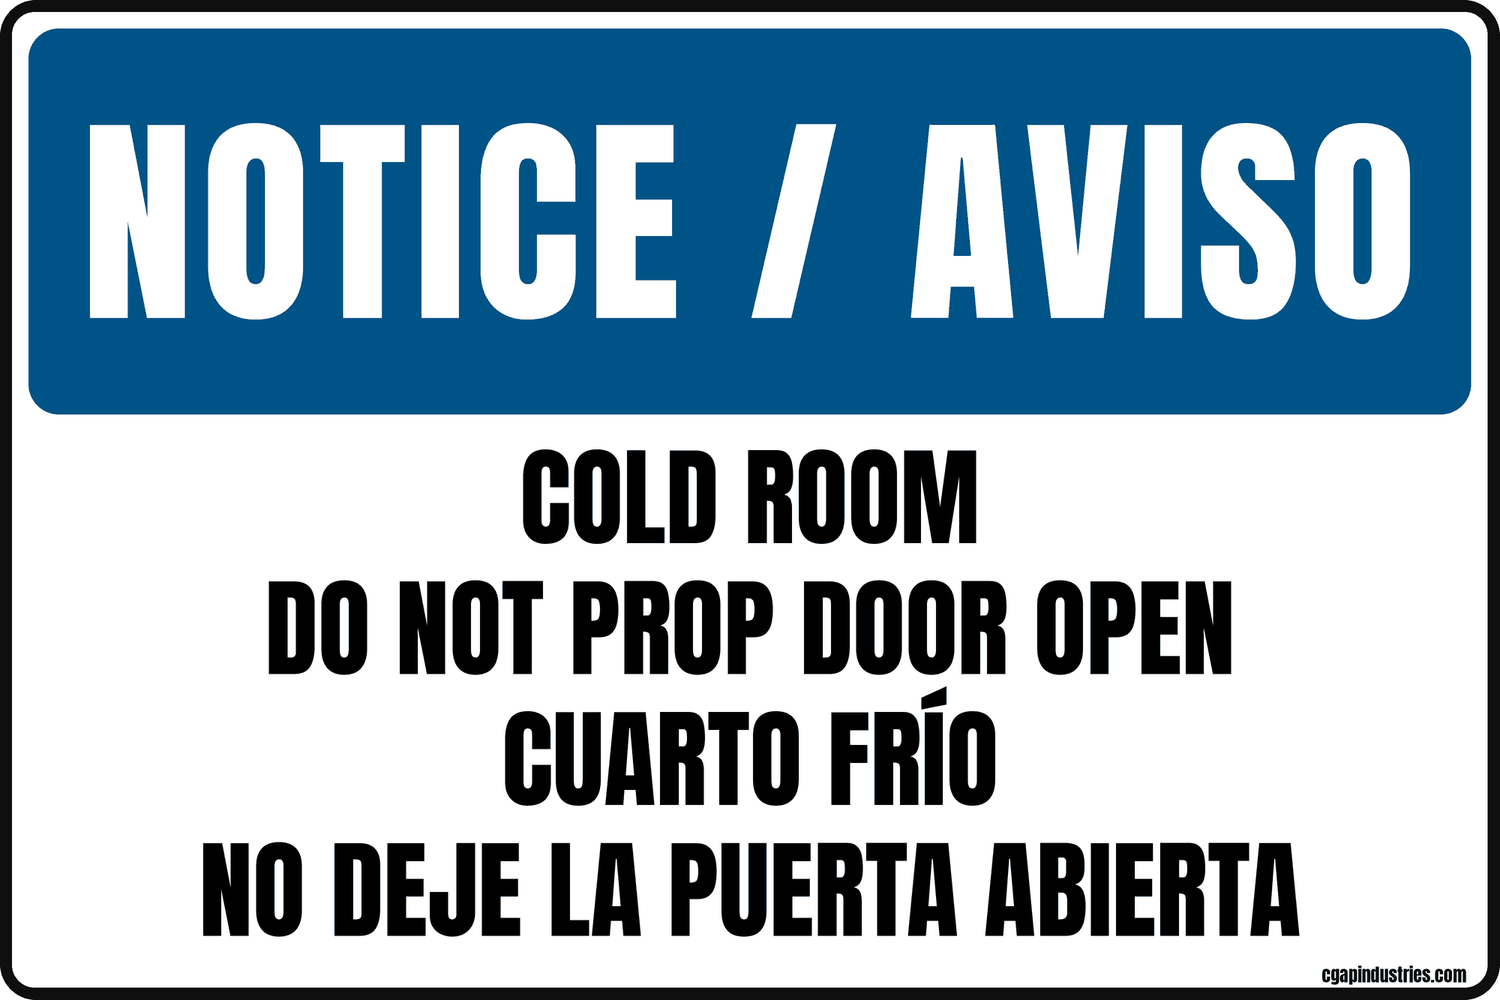 NOTICE / AVISO
COLD ROOM
DO NOT PROP DOOR OPEN
CUARTO FRÍO
NO DEJE LA PUERTA ABIERTA
cgapindustries.com